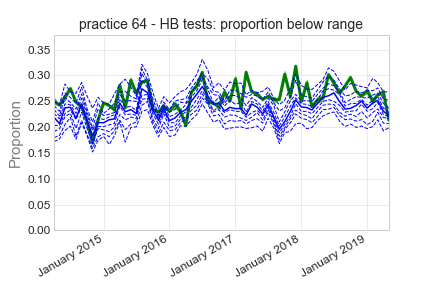 practice 64 - HB tests: proportion below range
Proportion
0.35
0.30
0.25
0.20
0.15
0.10
0.05
0.00
January 2015
January 2016
January 2017
January 2018
January 2019